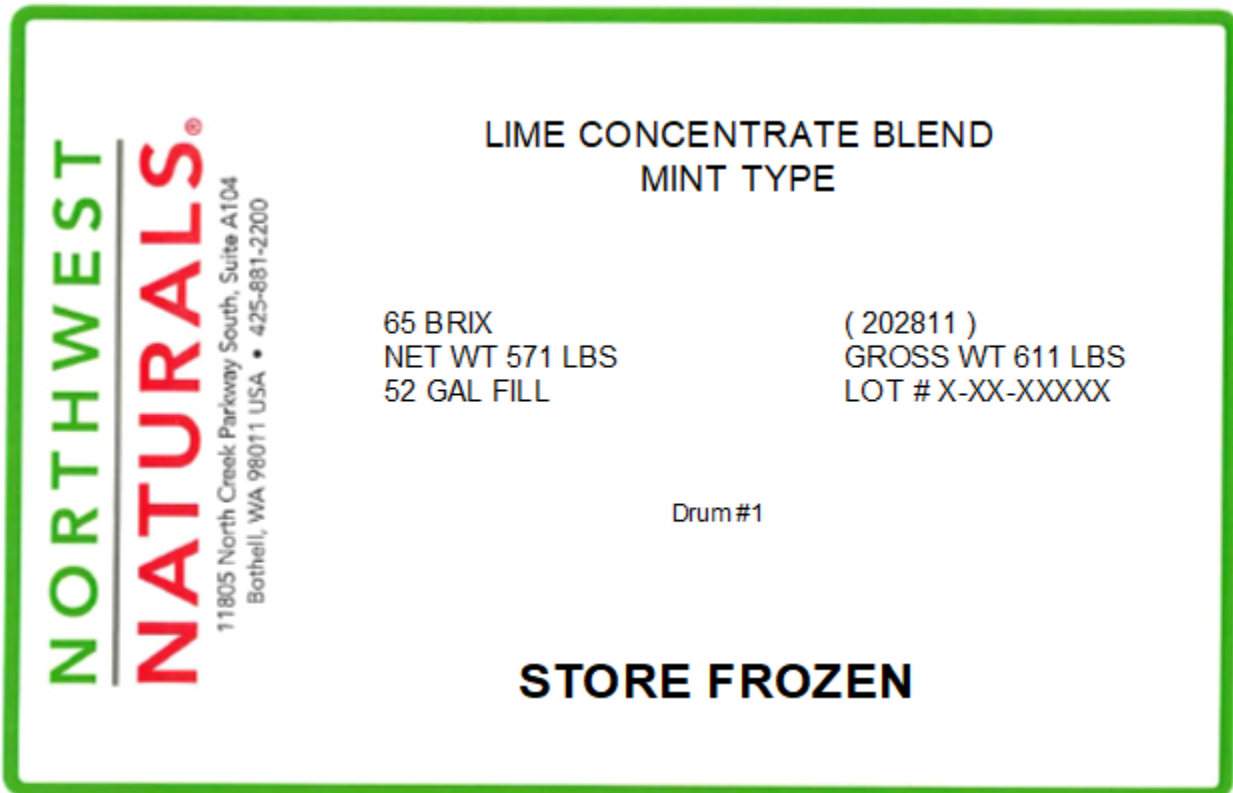 NORTHWEST
NATURALS®
11805 North Creek Parkway South, Suite A104
Bothell, WA 98011 USA • 425-881-2200
LIME CONCENTRATE BLEND
MINT TYPE
65 BRIX
NET WT 571 LBS
52 GAL FILL
( 202811 )
GROSS WT 611 LBS
LOT # X-XX-XXXXX
Drum #1
STORE FROZEN